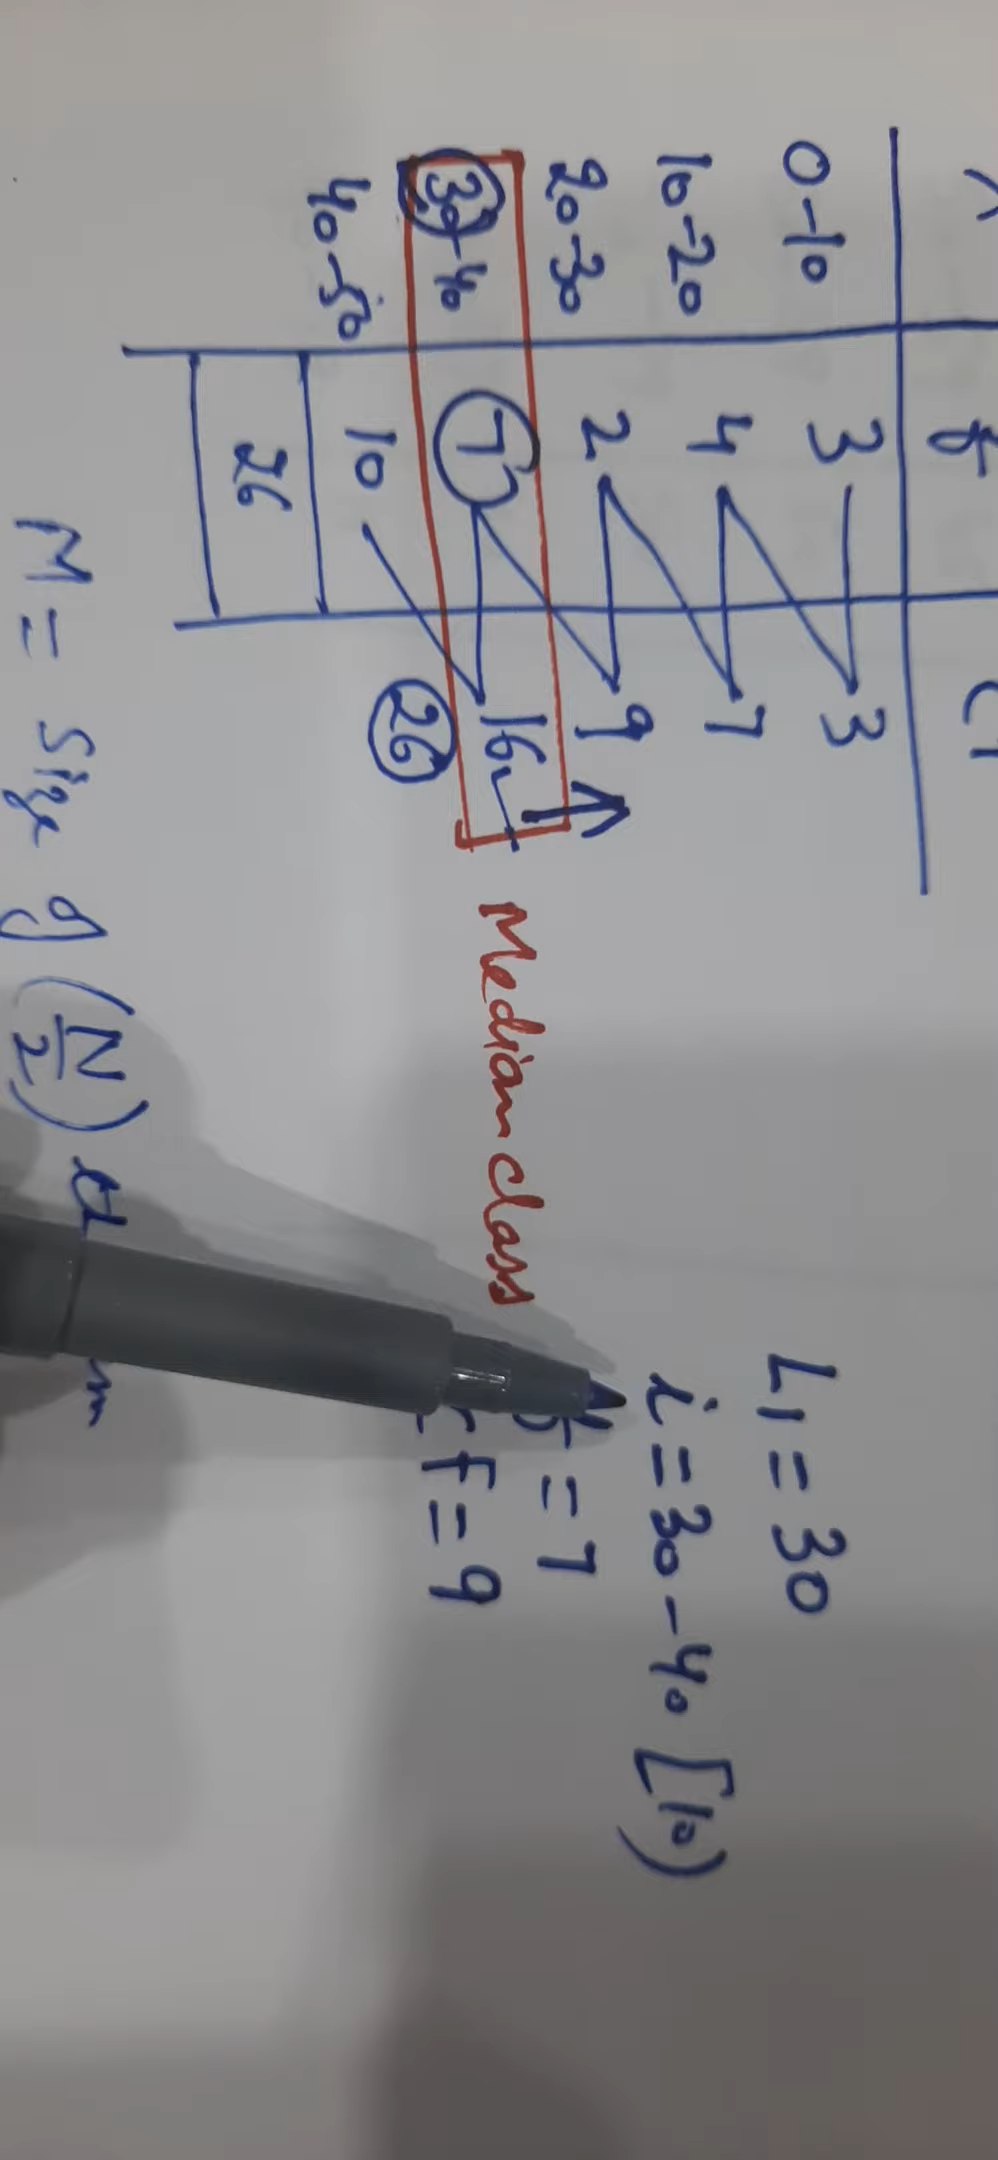 f
0-10 3 3
10-20 4 7
20-30 2 9
30-40 7 16 Median class
40-50 10 26
26
L1 = 30
i = 30-40 [10)
f = 7
cf = 9
M = Size of (N/2) th